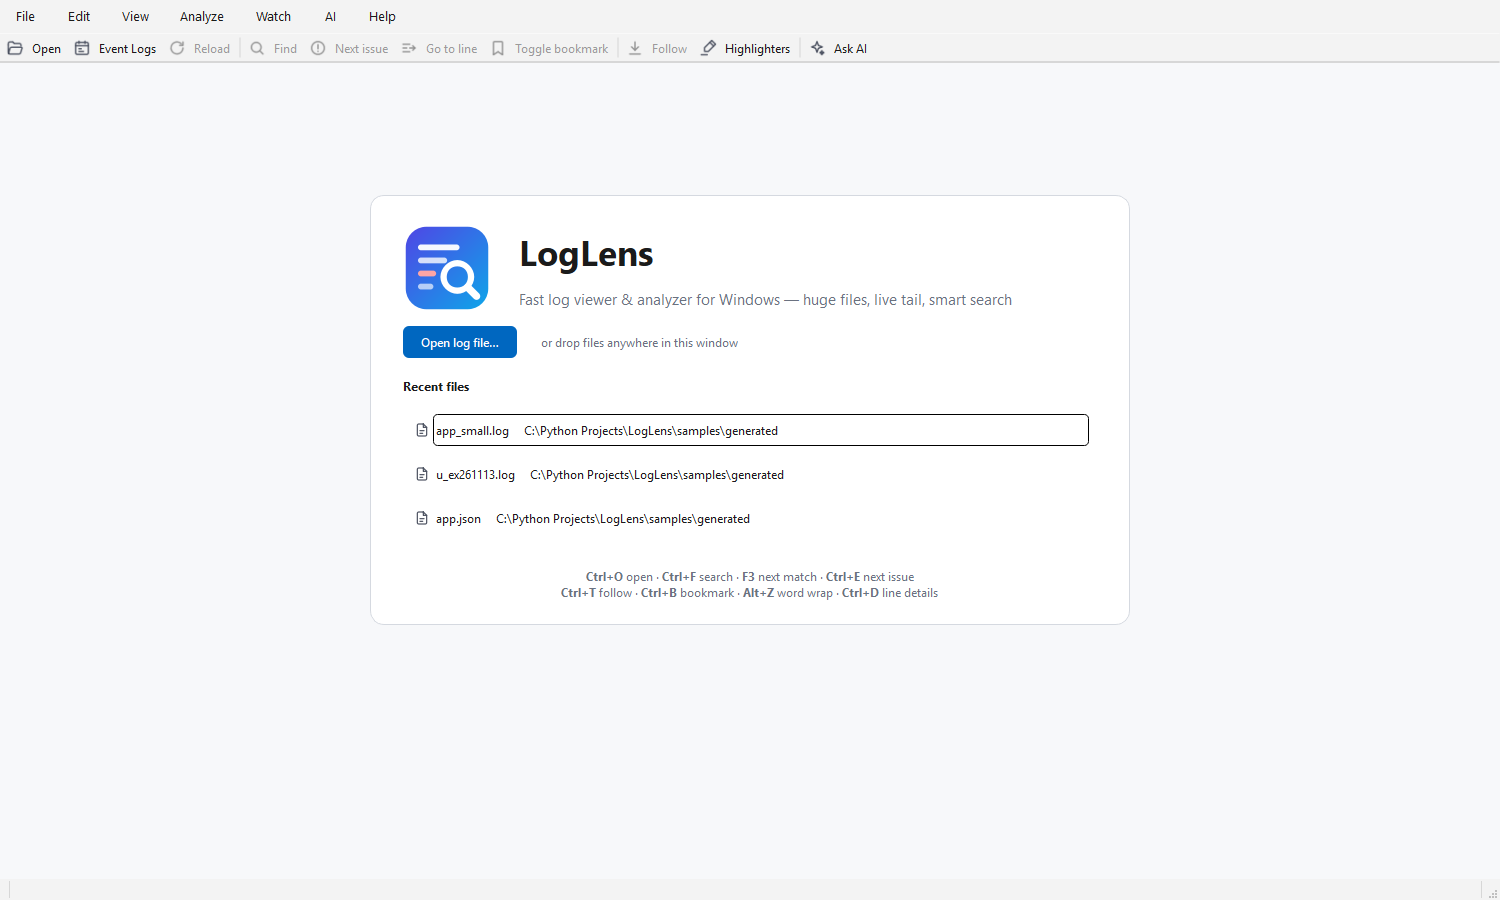 File Edit View Analyze Watch AI Help
Open Event Logs Reload Find Next issue Go to line Toggle bookmark Follow Highlighters Ask AI
LogLens
Fast log viewer & analyzer for Windows — huge files, live tail, smart search
Open log file... or drop files anywhere in this window
Recent files
app_small.log C:\Python Projects\LogLens\samples\generated
u_ex261113.log C:\Python Projects\LogLens\samples\generated
app.json C:\Python Projects\LogLens\samples\generated
Ctrl+O open · Ctrl+F search · F3 next match · Ctrl+E next issue
Ctrl+T follow · Ctrl+B bookmark · Alt+Z word wrap · Ctrl+D line details